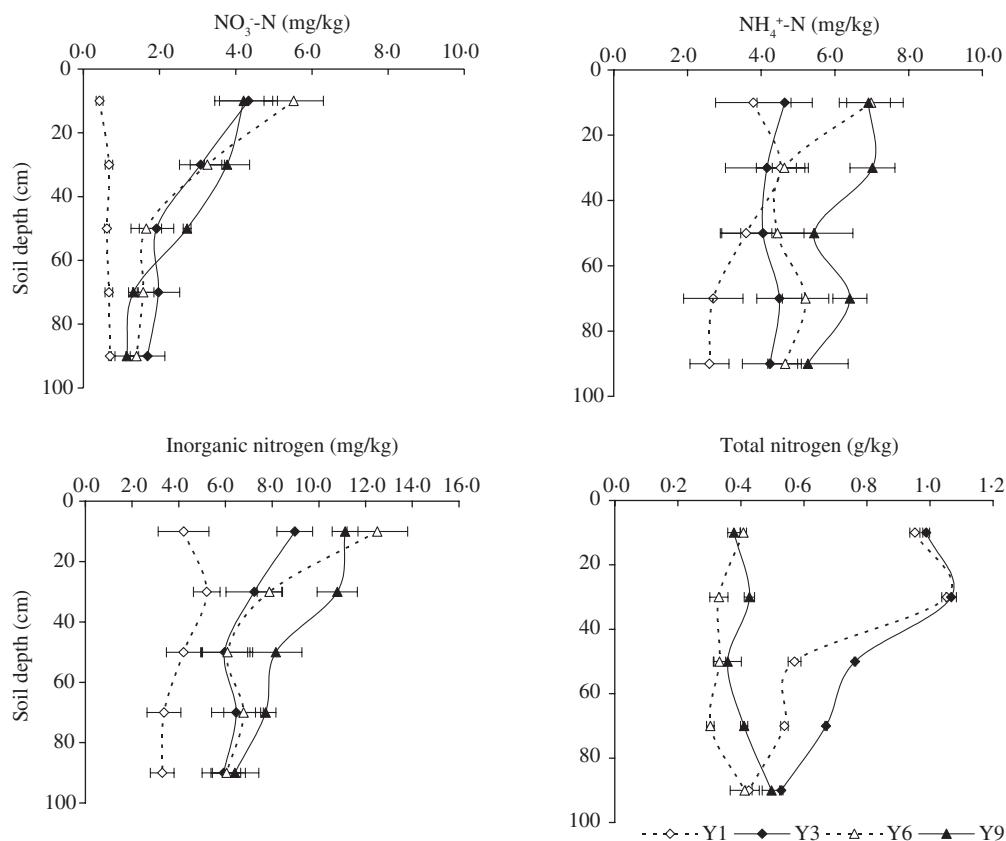 NO₃⁻-N (mg/kg)
0·0 2·0 4·0 6·0 8·0 10·0
0
20
40
60
80
100
Soil depth (cm)
NH₄⁺-N (mg/kg)
0·0 2·0 4·0 6·0 8·0 10·0
0
20
40
60
80
100
Inorganic nitrogen (mg/kg)
0·0 2·0 4·0 6·0 8·0 10·0 12·0 14·0 16·0
0
20
40
60
80
100
Soil depth (cm)
Total nitrogen (g/kg)
0·0 0·2 0·4 0·6 0·8 1·0 1·2
0
20
40
60
80
100
Y1 Y3 Y6 Y9